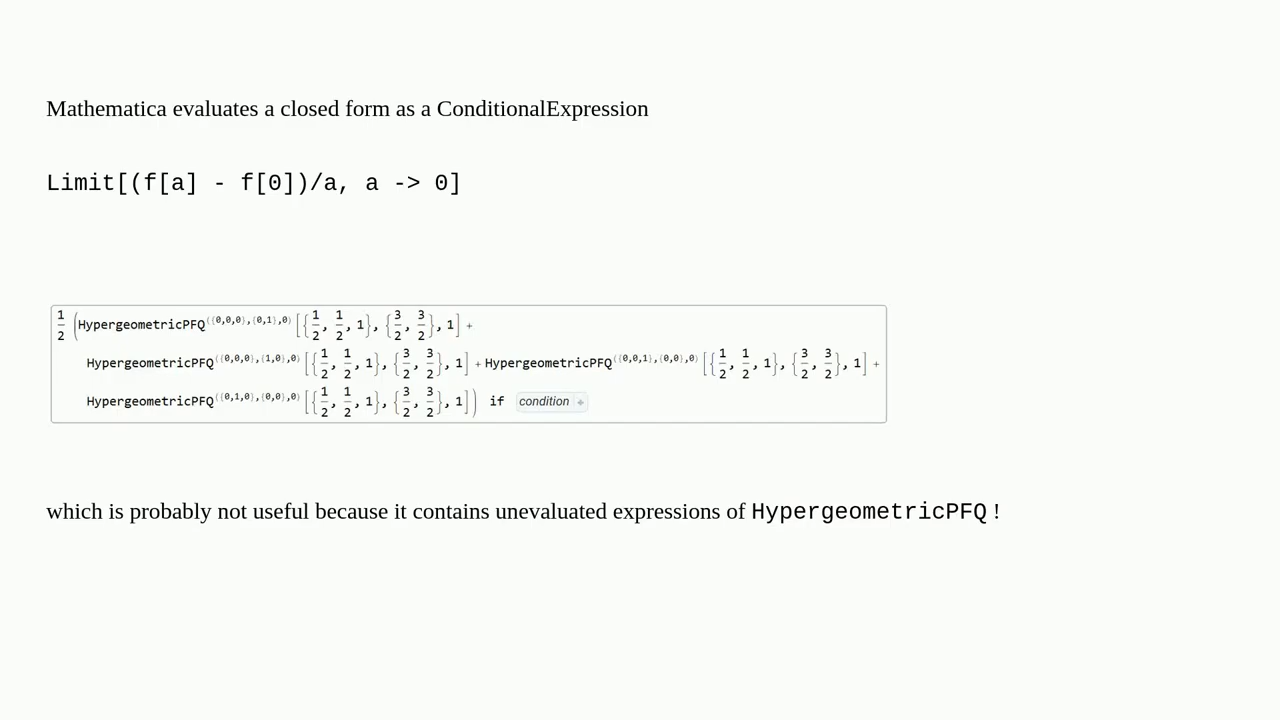 Mathematica evaluates a closed form as a ConditionalExpression
Limit[(f[a] - f[0])/a, a -> 0]
1/2 (HypergeometricPFQ^({0,0,0},{0,1},0)[{1/2, 1/2, 1}, {3/2, 3/2}, 1] +
HypergeometricPFQ^({0,0,0},{1,0},0)[{1/2, 1/2, 1}, {3/2, 3/2}, 1] + HypergeometricPFQ^({0,0,1},{0,0},0)[{1/2, 1/2, 1}, {3/2, 3/2}, 1] +
HypergeometricPFQ^({0,1,0},{0,0},0)[{1/2, 1/2, 1}, {3/2, 3/2}, 1]) if condition +
which is probably not useful because it contains unevaluated expressions of HypergeometricPFQ !